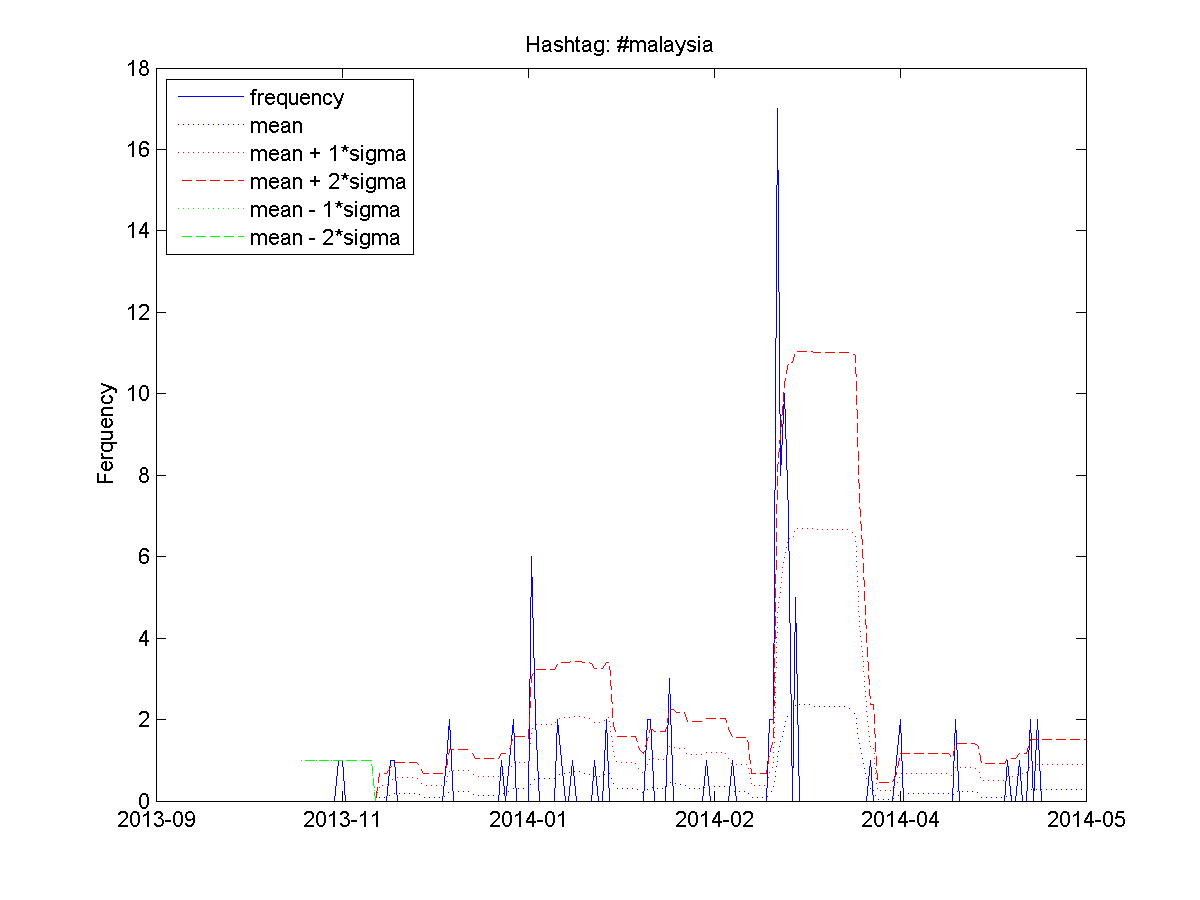 Hashtag: #malaysia
18
16
14
12
10
8
6
4
2
0
Ferquency
frequency
mean
mean + 1*sigma
mean + 2*sigma
mean - 1*sigma
mean - 2*sigma
2013-09 2013-11 2014-01 2014-02 2014-04 2014-05